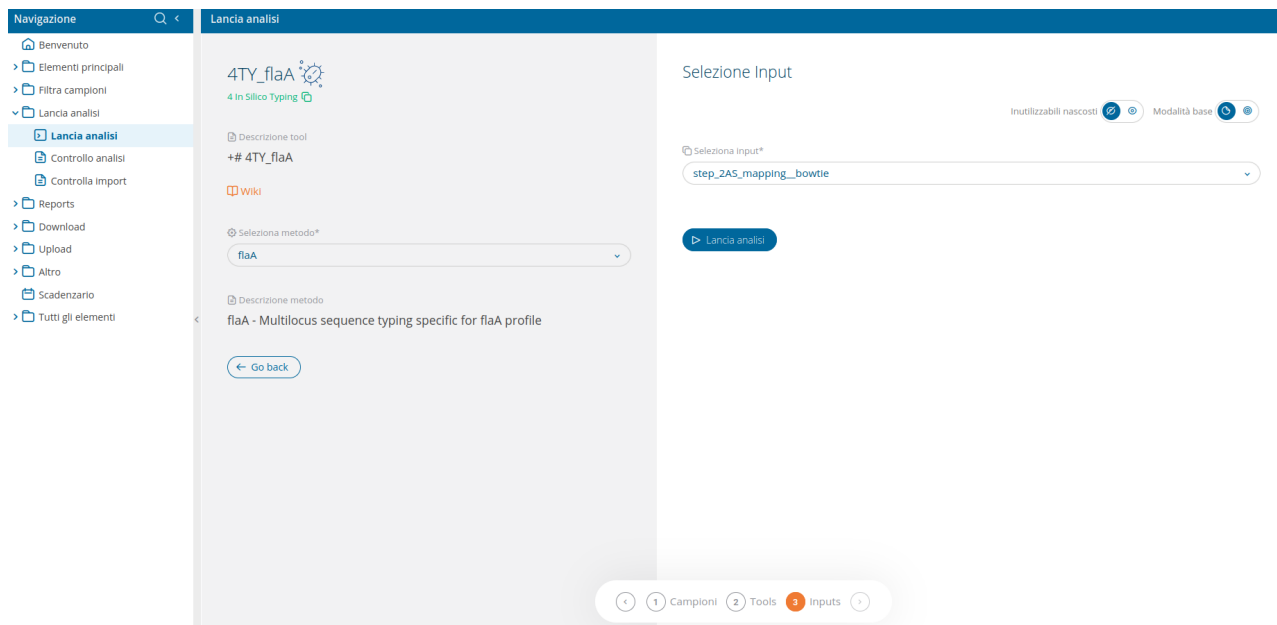 Navigazione
Benvenuto
Elementi principali
Filtra campioni
Lancia analisi
Lancia analisi
Controllo analisi
Controlla import
Reports
Download
Upload
Altro
Scadenzario
Tutti gli elementi
Lancia analisi
4TY_flaA
4 In Silico Typing
Descrizione tool
+# 4TY_flaA
Wiki
Seleziona metodo*
flaA
Descrizione metodo
flaA - Multilocus sequence typing specific for flaA profile
Go back
Selezione Input
Inutilizzabili nascosti Modalità base
Seleziona input*
step_2AS_mapping__bowtie
Lancia analisi
1 Campioni 2 Tools 3 Inputs